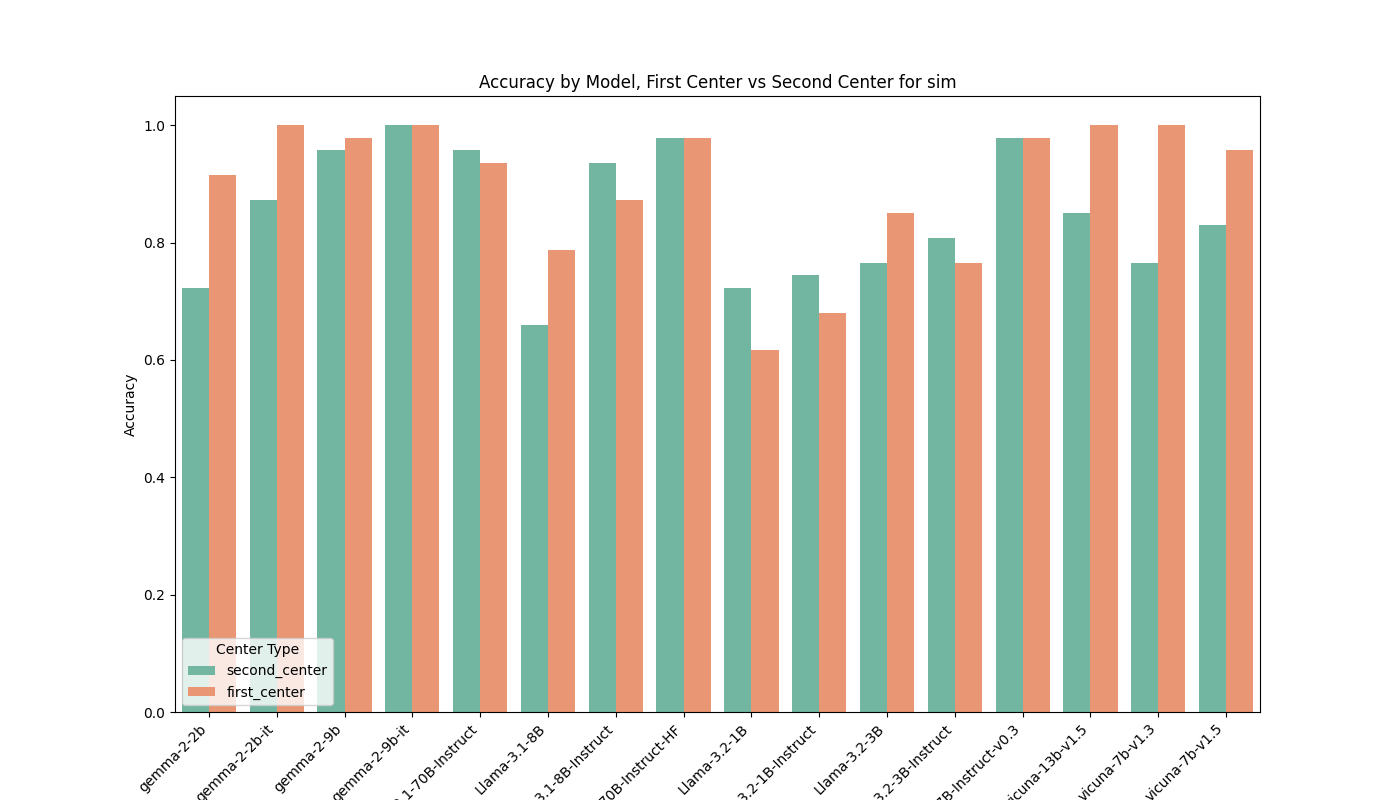 Accuracy by Model, First Center vs Second Center for sim
Accuracy
1.0
0.8
0.6
0.4
0.2
0.0
Center Type
second_center
first_center
gemma-2-2b
gemma-2-2b-it
gemma-2-9b
gemma-2-9b-it
.1-70B-Instruct
Llama-3.1-8B
3.1-8B-Instruct
70B-Instruct-HF
Llama-3.2-1B
3.2-1B-Instruct
Llama-3.2-3B
3.2-3B-Instruct
7B-Instruct-v0.3
vicuna-13b-v1.5
vicuna-7b-v1.3
vicuna-7b-v1.5